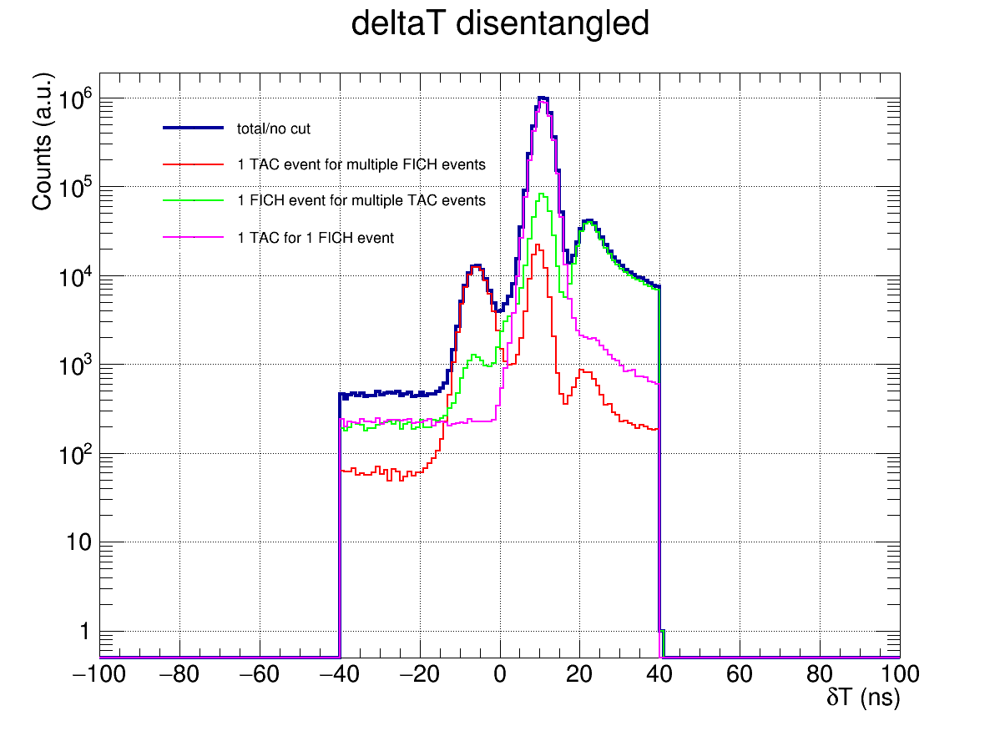 deltaT disentangled
Counts (a.u.)
10^6
10^5
10^4
10^3
10^2
10
1
total/no cut
1 TAC event for multiple FICH events
1 FICH event for multiple TAC events
1 TAC for 1 FICH event
−100 −80 −60 −40 −20 0 20 40 60 80 100
δT (ns)